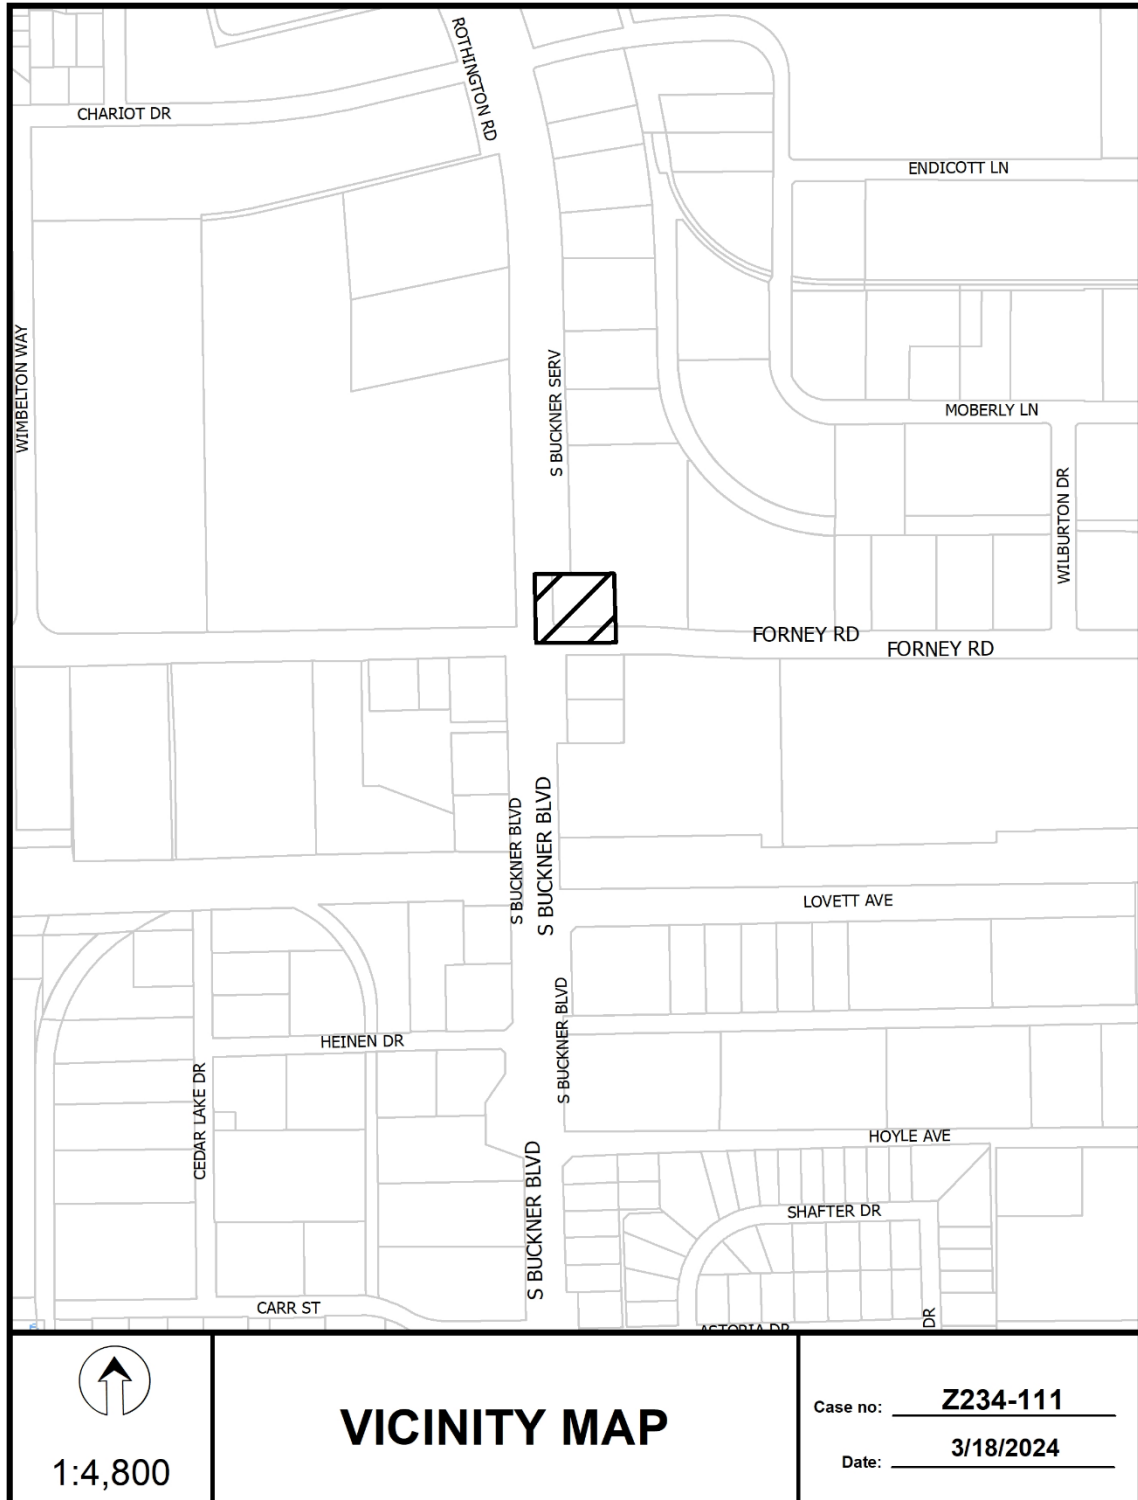 ROTHINGTON RD
CHARIOT DR
ENDICOTT LN
WIMBELTON WAY
S BUCKNER SERV
MOBERLY LN
WILBURTON DR
FORNEY RD
FORNEY RD
S BUCKNER BLVD
S BUCKNER BLVD
LOVETT AVE
S BUCKNER BLVD
HEINEN DR
CEDAR LAKE DR
HOYLE AVE
S BUCKNER BLVD
SHAFTER DR
CARR ST
DR
ASTORIA DR
1:4,800
VICINITY MAP
Case no: Z234-111
Date: 3/18/2024